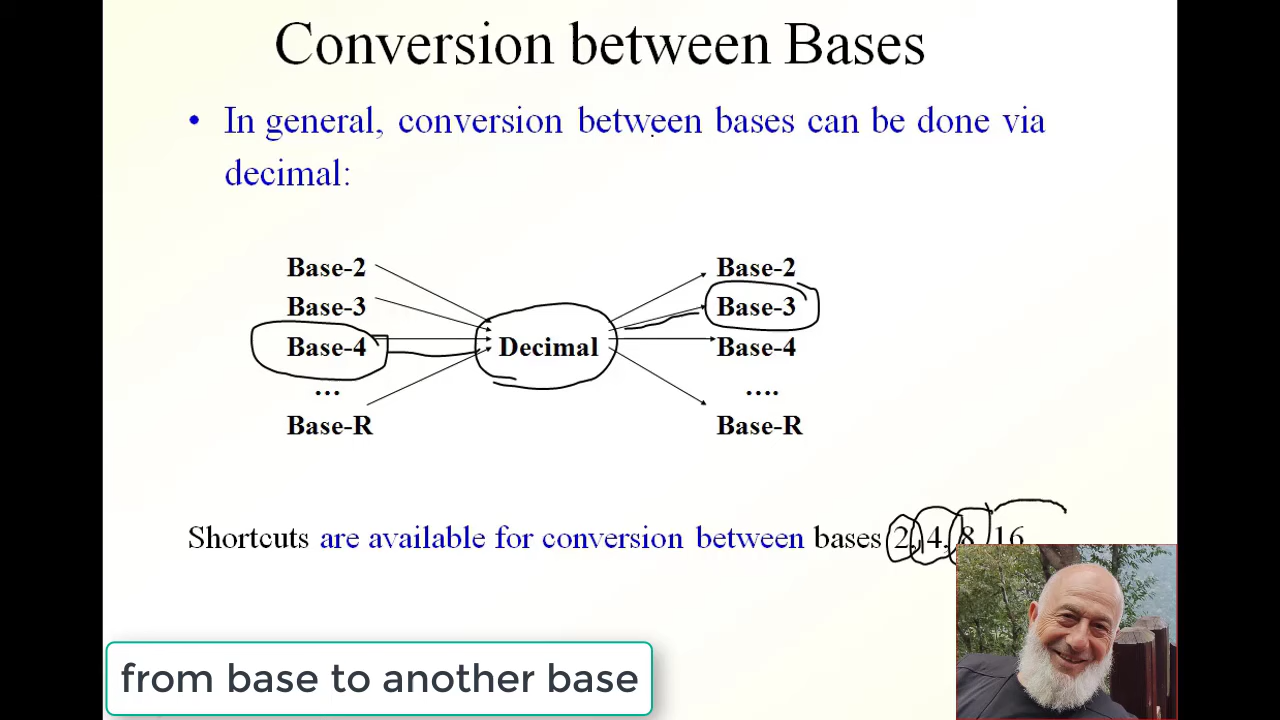 Conversion between Bases
• In general, conversion between bases can be done via
decimal:
Base-2 Base-2
Base-3 Base-3
Base-4 Decimal Base-4
... ....
Base-R Base-R
Shortcuts are available for conversion between bases 2, 4, 8, 16
from base to another base